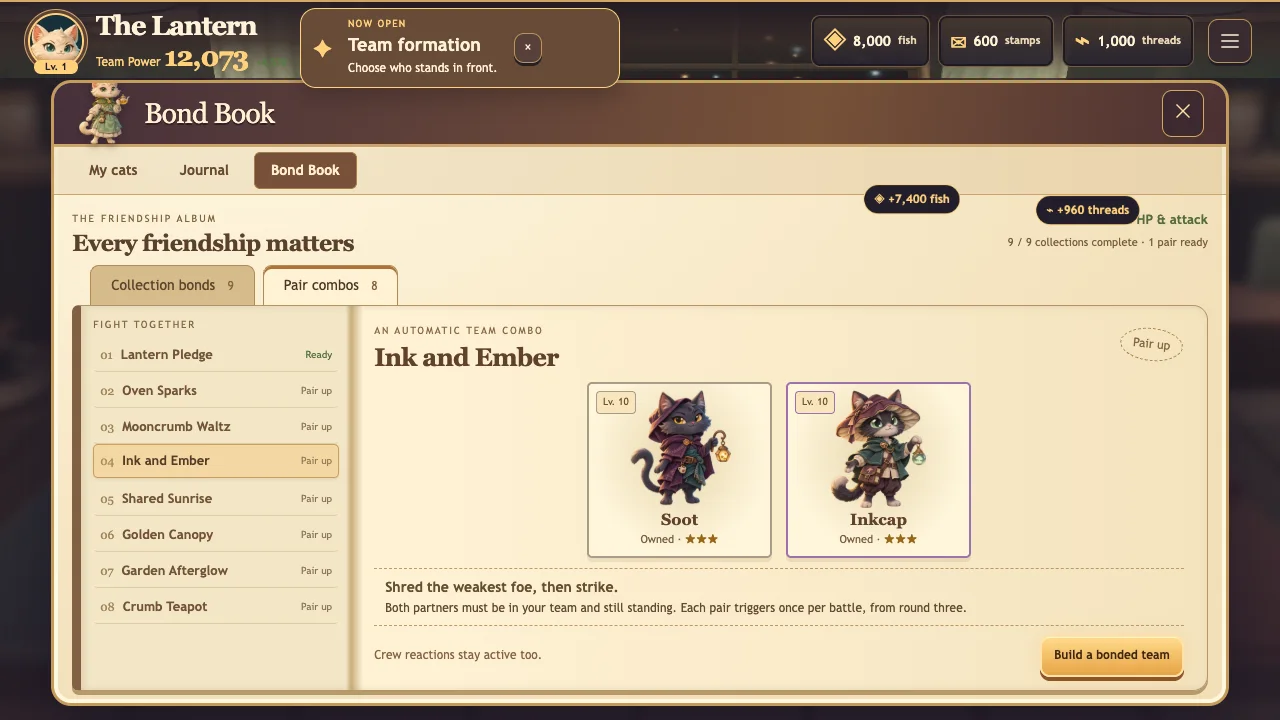 The Lantern
Lv. 1
Team Power 12,073
NOW OPEN
Team formation
Choose who stands in front.
×
8,000 fish
600 stamps
1,000 threads
Bond Book
My cats
Journal
Bond Book
+7,400 fish
+960 threads
THE FRIENDSHIP ALBUM
HP & attack
Every friendship matters
9 / 9 collections complete · 1 pair ready
Collection bonds 9
Pair combos 8
FIGHT TOGETHER
01 Lantern Pledge Ready
02 Oven Sparks Pair up
03 Mooncrumb Waltz Pair up
04 Ink and Ember Pair up
05 Shared Sunrise Pair up
06 Golden Canopy Pair up
07 Garden Afterglow Pair up
08 Crumb Teapot Pair up
AN AUTOMATIC TEAM COMBO
Ink and Ember
Pair up
Lv. 10
Soot
Owned · ★★★
Lv. 10
Inkcap
Owned · ★★★
Shred the weakest foe, then strike.
Both partners must be in your team and still standing. Each pair triggers once per battle, from round three.
Crew reactions stay active too.
Build a bonded team